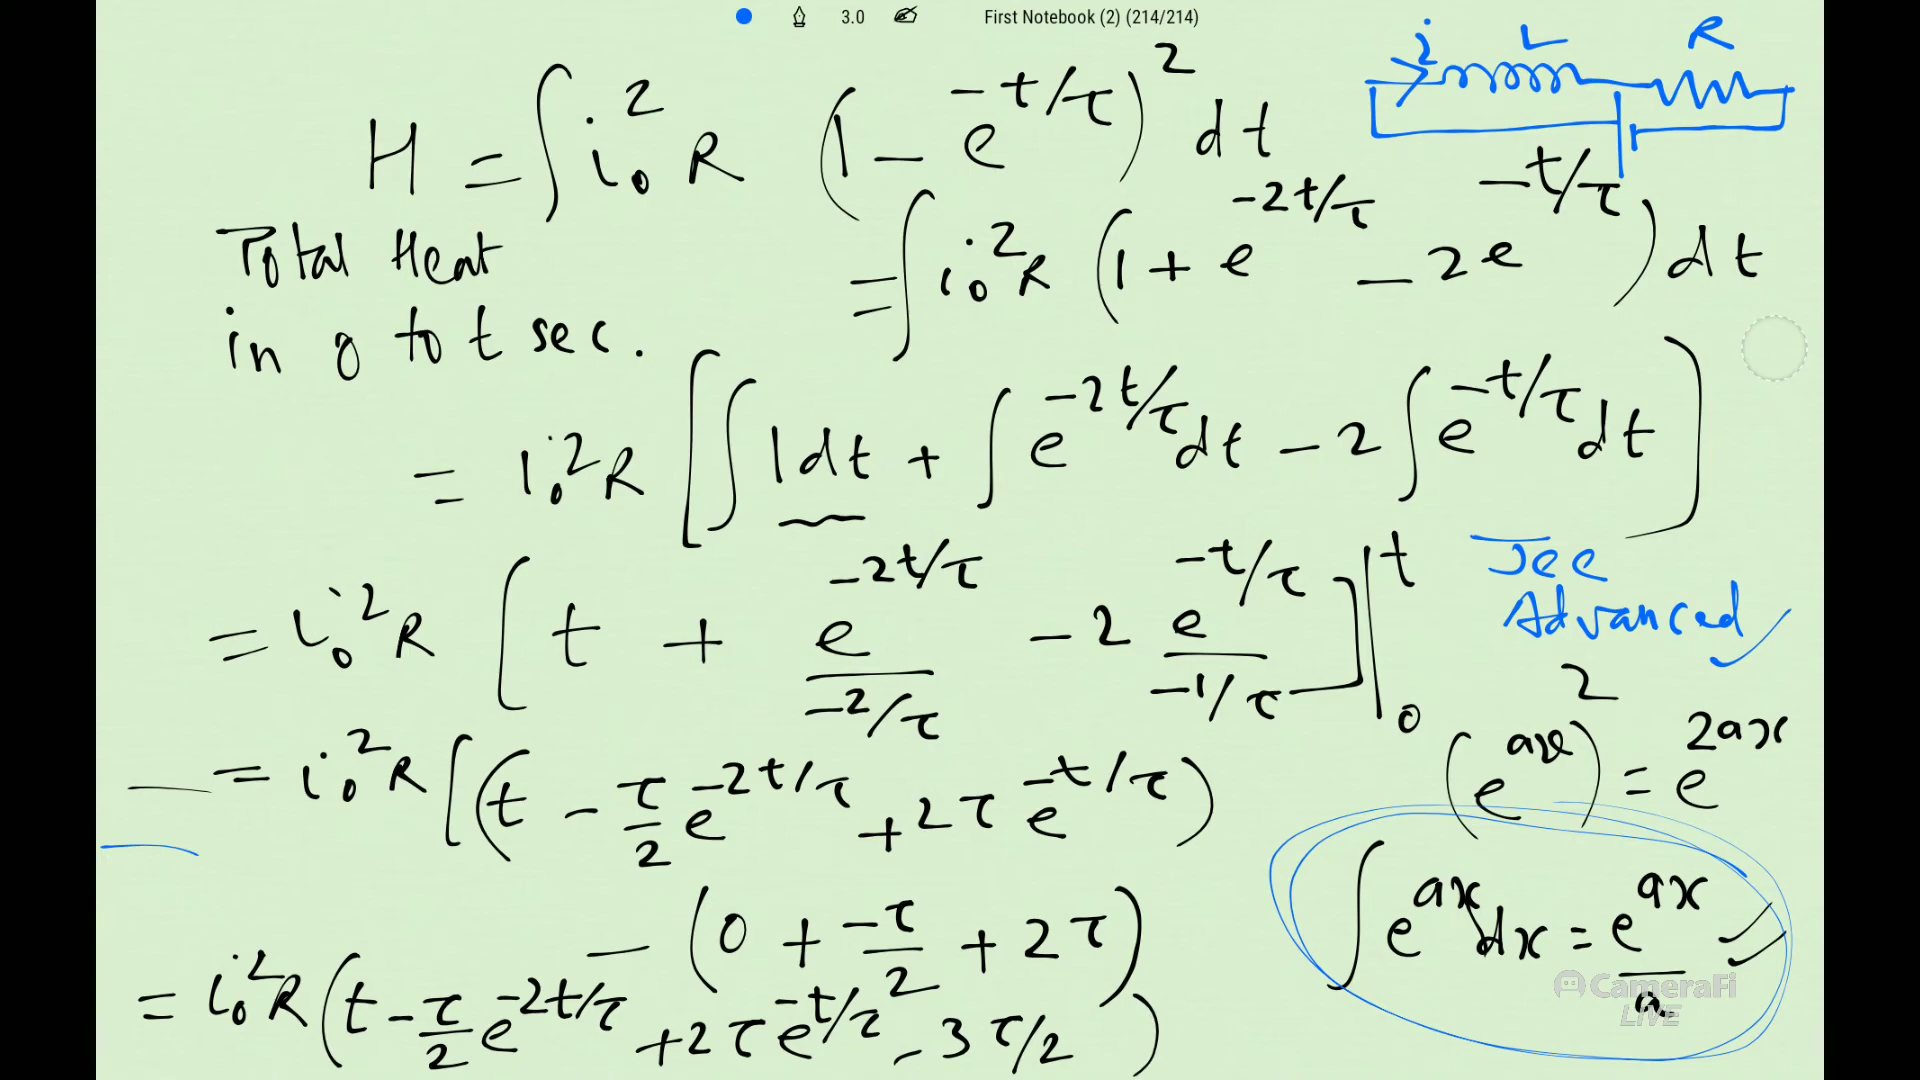 3.0 First Notebook (2) (214/214)
i L R
H = ∫ i₀² R (1 - e^(-t/τ))² dt
Total Heat
in 0 to t sec.
= ∫ i₀² R (1 + e^(-2t/τ) - 2e^(-t/τ)) dt
= i₀² R [∫ 1dt + ∫ e^(-2t/τ) dt - 2 ∫ e^(-t/τ) dt]
= i₀² R [t + e^(-2t/τ)/(-2/τ) - 2 e^(-t/τ)/(-1/τ)] |₀^t
Jee
Advanced
(e^(ax))² = e^(2ax)
= i₀² R [(t - τ/2 e^(-2t/τ) + 2τ e^(-t/τ))
- (0 + -τ/2 + 2τ)
∫ e^(ax) dx = e^(ax)/a
= i₀² R (t - τ/2 e^(-2t/τ) + 2τ e^(-t/τ) - 3τ/2)
CameraFi
LIVE